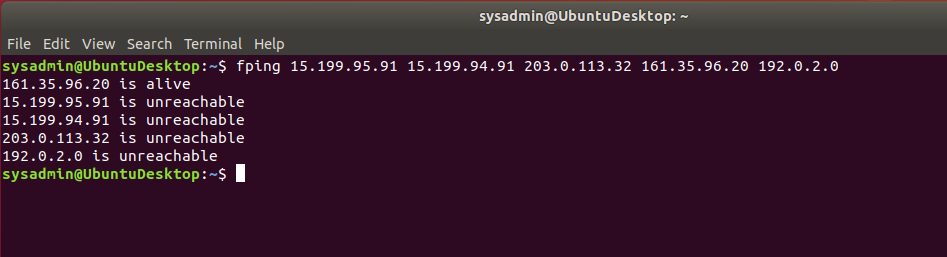 sysadmin@UbuntuDesktop: ~
File Edit View Search Terminal Help
sysadmin@UbuntuDesktop:~$ fping 15.199.95.91 15.199.94.91 203.0.113.32 161.35.96.20 192.0.2.0
161.35.96.20 is alive
15.199.95.91 is unreachable
15.199.94.91 is unreachable
203.0.113.32 is unreachable
192.0.2.0 is unreachable
sysadmin@UbuntuDesktop:~$